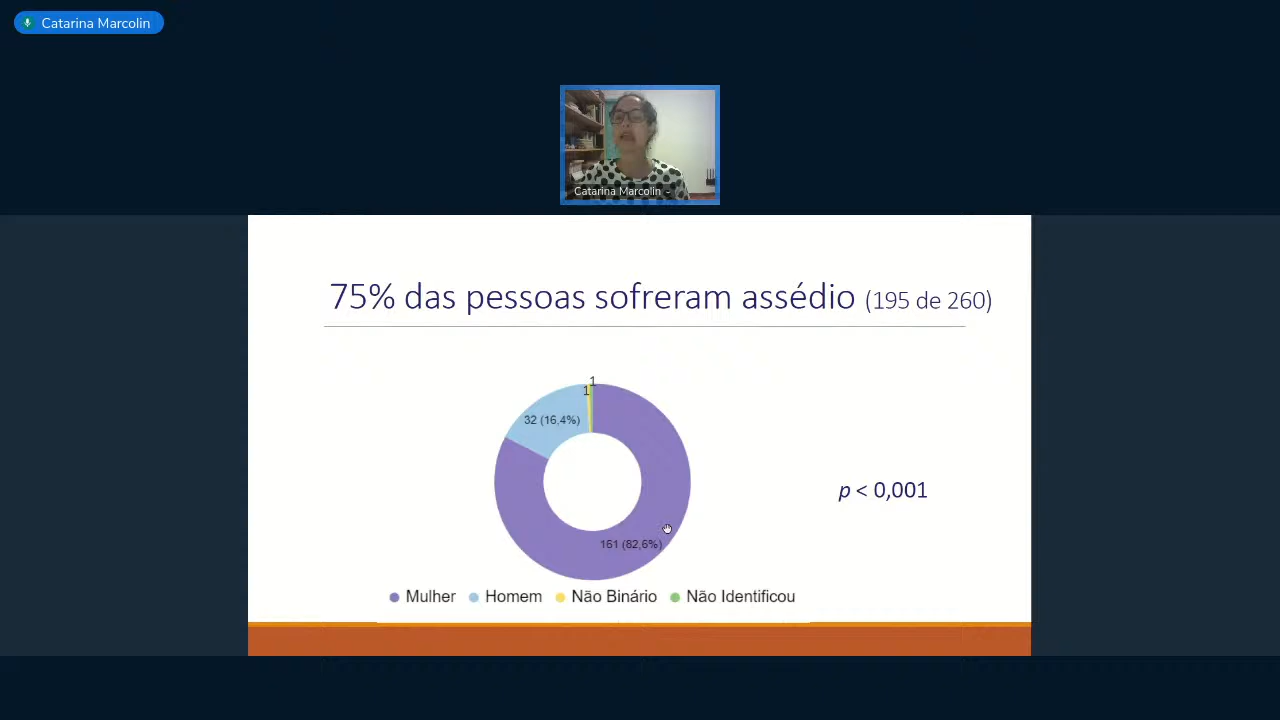 Catarina Marcolin
Catarina Marcolin -
75% das pessoas sofreram assédio (195 de 260)
1
1
32 (16,4%)
p < 0,001
161 (82,6%)
Mulher Homem Não Binário Não Identificou